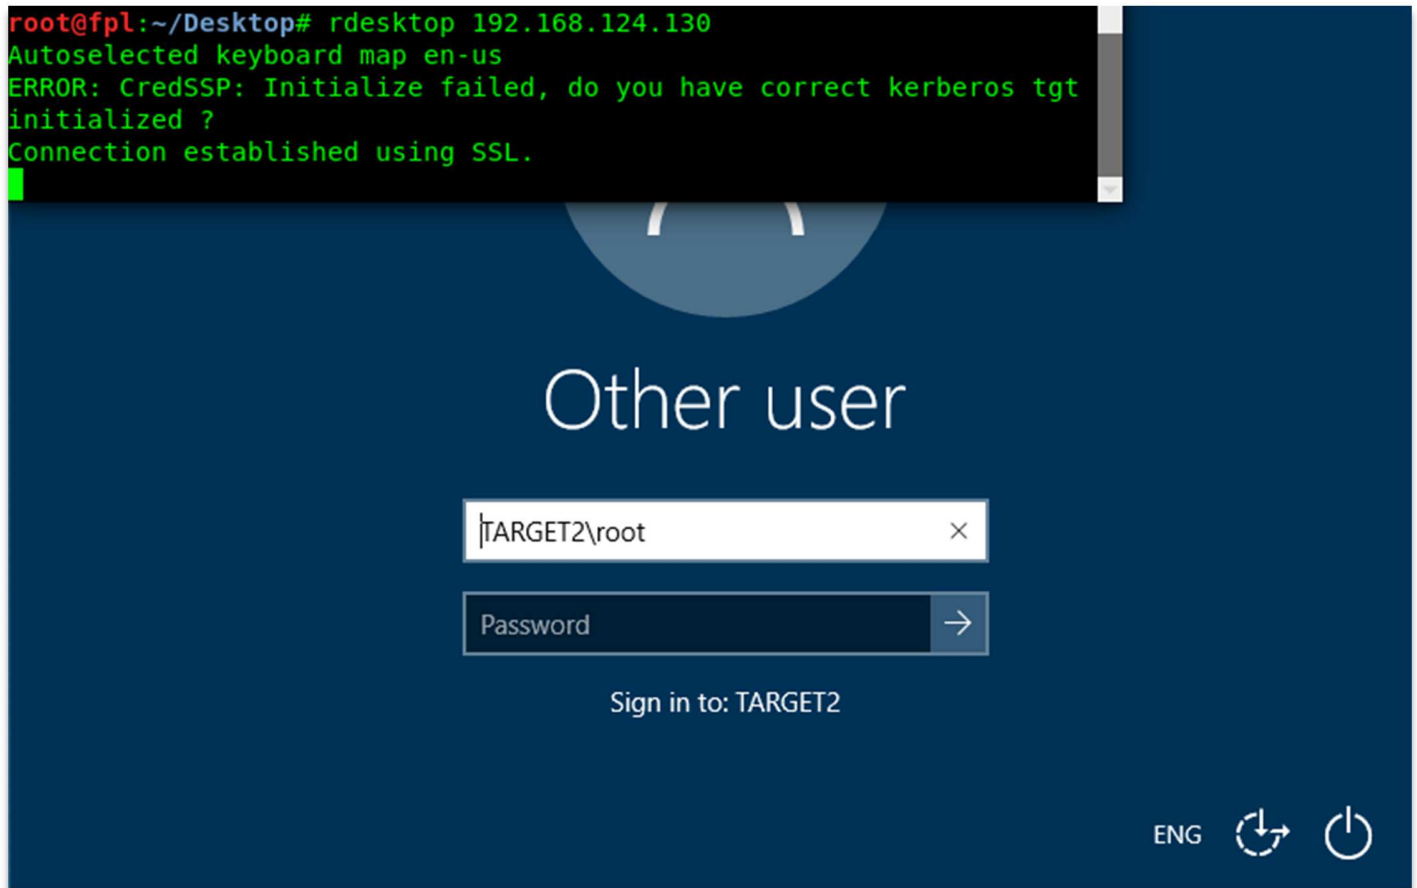 root@fpl:~/Desktop# rdesktop 192.168.124.130
Autoselected keyboard map en-us
ERROR: CredSSP: Initialize failed, do you have correct kerberos tgt
initialized ?
Connection established using SSL.
Other user
TARGET2\root
Password
Sign in to: TARGET2
ENG